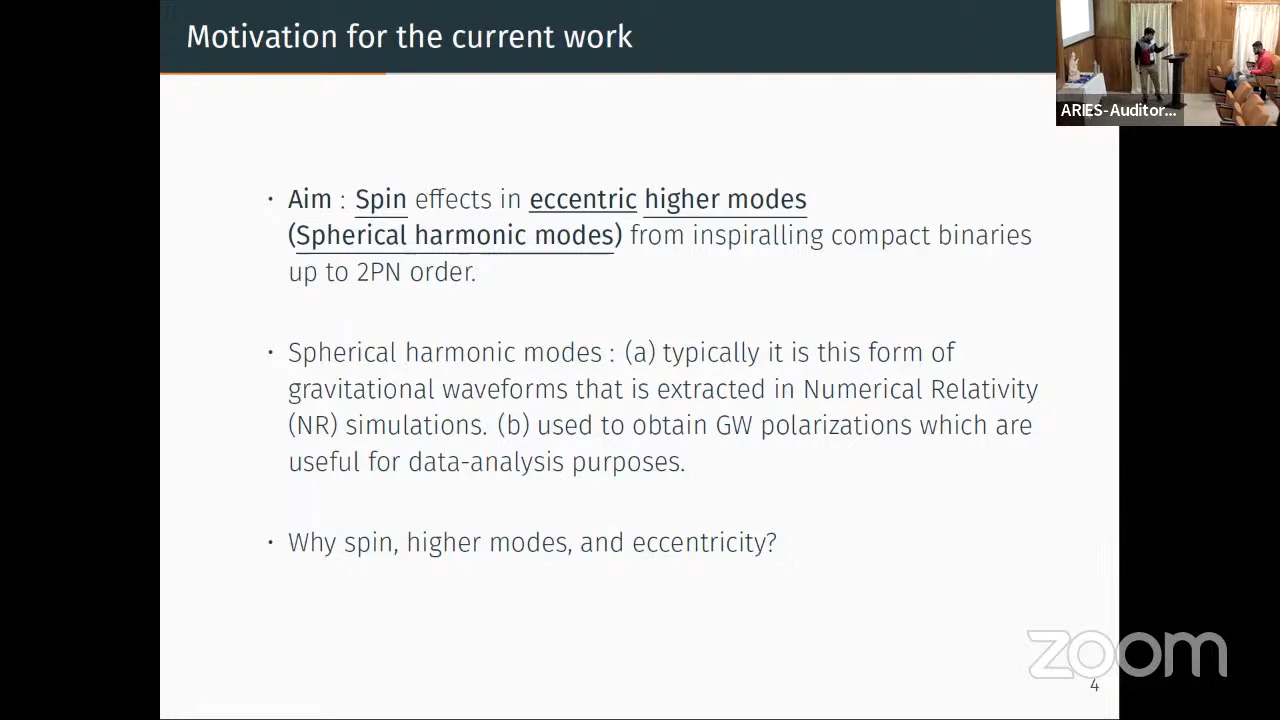 Motivation for the current work
ARIES-Auditor...
· Aim : Spin effects in eccentric higher modes
(Spherical harmonic modes) from inspiralling compact binaries
up to 2PN order.
· Spherical harmonic modes : (a) typically it is this form of
gravitational waveforms that is extracted in Numerical Relativity
(NR) simulations. (b) used to obtain GW polarizations which are
useful for data-analysis purposes.
· Why spin, higher modes, and eccentricity?
zoom
4